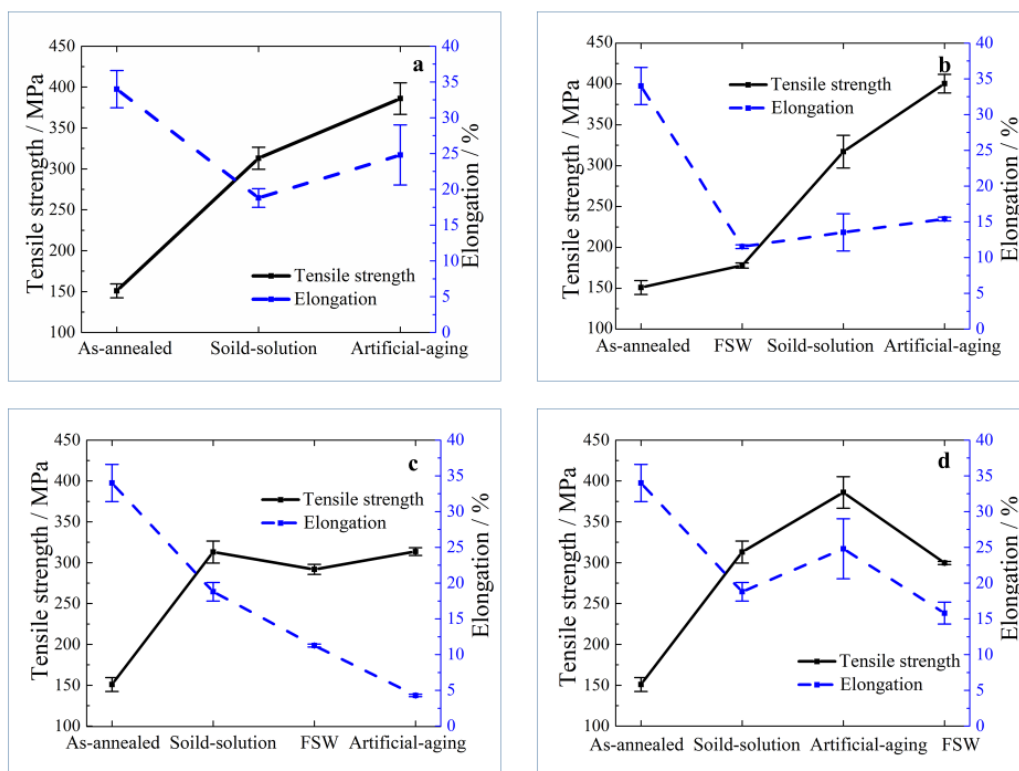 a
Tensile strength / MPa
450
400
350
300
250
200
150
100
40
35
30
25
20
15
10
5
0
Elongation / %
Tensile strength
Elongation
As-annealed Soild-solution Artificial-aging
b
Tensile strength / MPa
450
400
350
300
250
200
150
100
40
35
30
25
20
15
10
5
0
Elongation / %
Tensile strength
Elongation
As-annealed FSW Soild-solution Artificial-aging
c
Tensile strength / MPa
450
400
350
300
250
200
150
100
40
35
30
25
20
15
10
5
0
Elongation / %
Tensile strength
Elongation
As-annealed Soild-solution FSW Artificial-aging
d
Tensile strength / MPa
450
400
350
300
250
200
150
100
40
35
30
25
20
15
10
5
0
Elongation / %
Tensile strength
Elongation
As-annealed Soild-solution Artificial-aging FSW